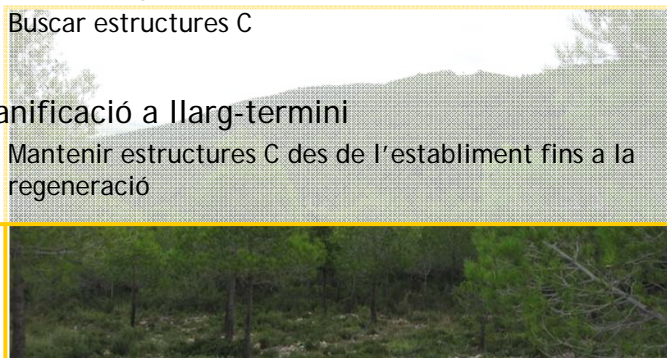 Buscar estructures C
anificació a llarg-termini
Mantenir estructures C des de l’establiment fins a la
regeneració